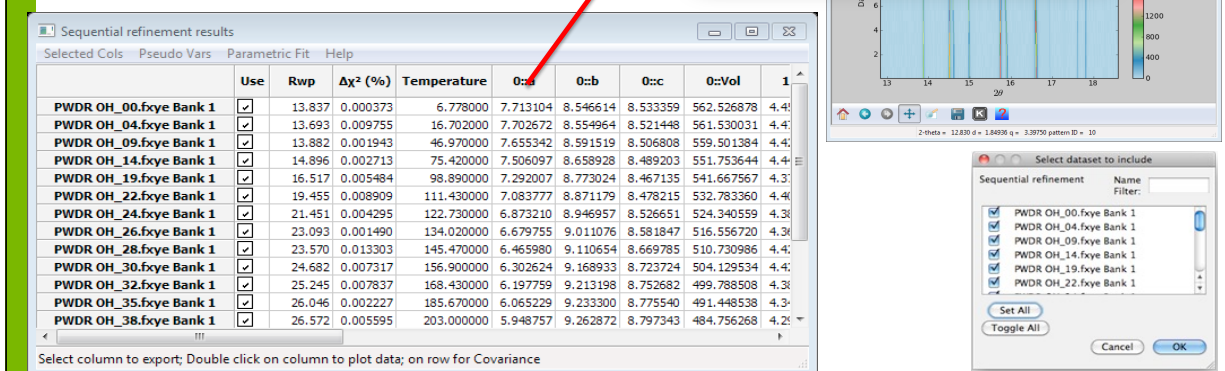 Sequential refinement results
Selected Cols Pseudo Vars Parametric Fit Help
Use Rwp Δχ² (%) Temperature 0::a 0::b 0::c 0::Vol 1
PWDR OH_00.fxye Bank 1 13.837 0.000373 6.778000 7.713104 8.546614 8.533359 562.526878
PWDR OH_04.fxye Bank 1 13.693 0.009755 16.702000 7.702672 8.554964 8.521448 561.530031
PWDR OH_09.fxye Bank 1 13.882 0.001943 46.970000 7.655342 8.591519 8.506808 559.501384
PWDR OH_14.fxye Bank 1 14.896 0.002713 75.420000 7.506097 8.658928 8.489203 551.753644
PWDR OH_19.fxye Bank 1 16.517 0.005484 98.890000 7.292007 8.773024 8.467135 541.667567
PWDR OH_22.fxye Bank 1 19.455 0.008909 111.430000 7.083777 8.871179 8.478215 532.783360
PWDR OH_24.fxye Bank 1 21.451 0.004295 122.730000 6.873210 8.946957 8.526651 524.340559
PWDR OH_26.fxye Bank 1 23.093 0.001490 134.020000 6.679755 9.011076 8.581847 516.556720
PWDR OH_28.fxye Bank 1 23.570 0.013303 145.470000 6.465980 9.110654 8.669785 510.730986
PWDR OH_30.fxye Bank 1 24.682 0.007317 156.900000 6.302624 9.168933 8.723724 504.129534
PWDR OH_32.fxye Bank 1 25.245 0.007837 168.430000 6.197759 9.213198 8.752682 499.788508
PWDR OH_35.fxye Bank 1 26.046 0.002227 185.670000 6.065229 9.233300 8.775540 491.448538
PWDR OH_38.fxye Bank 1 26.572 0.005595 203.000000 5.948757 9.262872 8.797343 484.756268
Select column to export; Double click on column to plot data; on row for Covariance
6
4
2
13 14 15 16 17 18
2θ
1200
800
400
0
2-theta = 12.830 d = 1.84936 q = 3.39750 pattern ID = 10
Select dataset to include
Sequential refinement Name
Filter:
PWDR OH_00.fxye Bank 1
PWDR OH_04.fxye Bank 1
PWDR OH_09.fxye Bank 1
PWDR OH_14.fxye Bank 1
PWDR OH_19.fxye Bank 1
PWDR OH_22.fxye Bank 1
Set All
Toggle All
Cancel OK